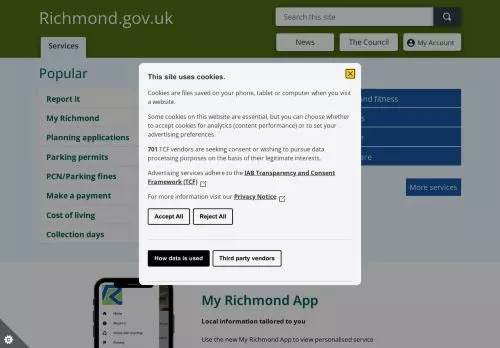 Richmond.gov.uk
Search this site
Services
News
The Council
My Account
Popular
Report It
My Richmond
Planning applications
Parking permits
PCN/Parking fines
Make a payment
Cost of living
Collection days
and fitness
More services
This site uses cookies.
Cookies are files saved on your phone, tablet or computer when you visit
a website.
Some cookies on this website are essential, but you can choose whether
to accept cookies for analytics (content performance) or to set your
advertising preferences.
701 TCF vendors are seeking consent or wishing to pursue data
processing purposes on the basis of their legitimate interests.
Advertising services adhere to the IAB Transparency and Consent
Framework (TCF)
For more information visit our Privacy Notice
Accept All
Reject All
How data is used
Third party vendors
My Richmond App
Local information tailored to you
Use the new My Richmond App to view personalised service
Home
Report it
Parking